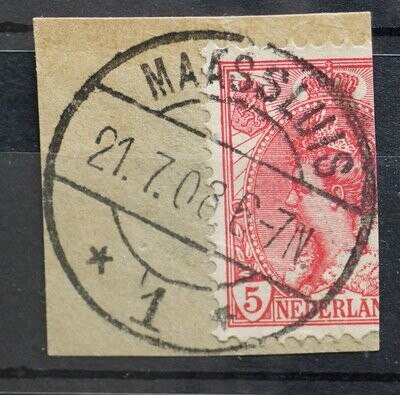 MAASSLUIS
21.7.08 6-7N
* 1 *
5
NEDERLAN